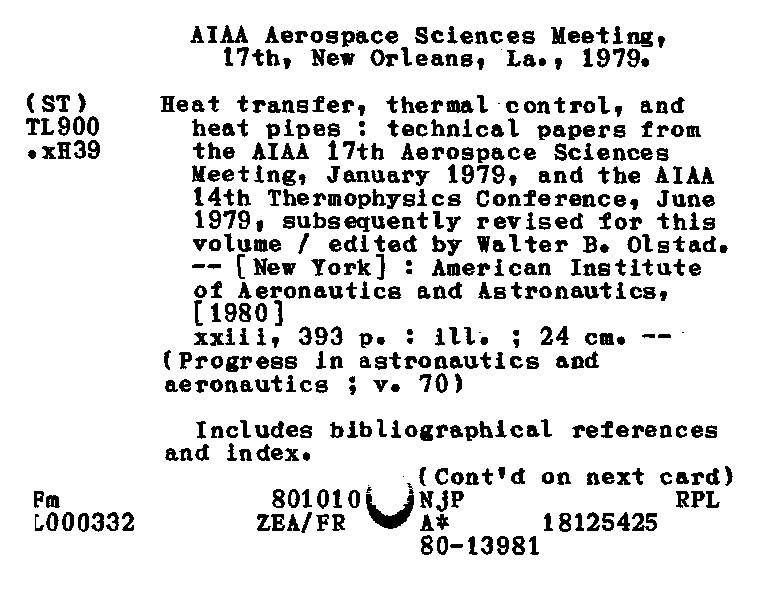 AIAA Aerospace Sciences Meeting,
17th, New Orleans, La., 1979.
(ST) Heat transfer, thermal control, and
TL900 heat pipes : technical papers from
.xH39 the AIAA 17th Aerospace Sciences
Meeting, January 1979, and the AIAA
14th Thermophysics Conference, June
1979, subsequently revised for this
volume / edited by Walter B. Olstad.
-- [New York] : American Institute
of Aeronautics and Astronautics,
[1980]
xxiii, 393 p. : ill. ; 24 cm. --
(Progress in astronautics and
aeronautics ; v. 70)
Includes bibliographical references
and index.
(Cont'd on next card)
Fm 801010 NjP RPL
L000332 ZEA/FR A* 18125425
80-13981